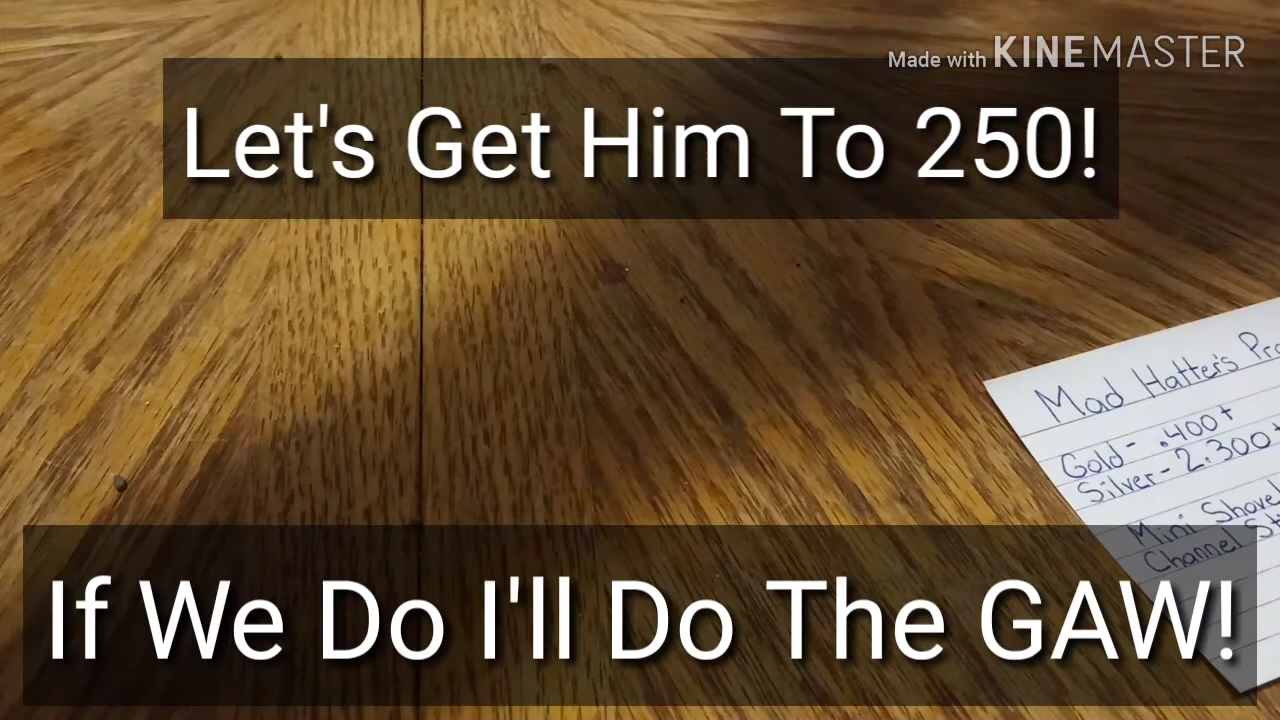 Made with KINEMASTER
Let's Get Him To 250!
Mad Hatter's
Gold - .400+
Silver - 2.300+
Mini Shovel
Channel
If We Do I'll Do The GAW!